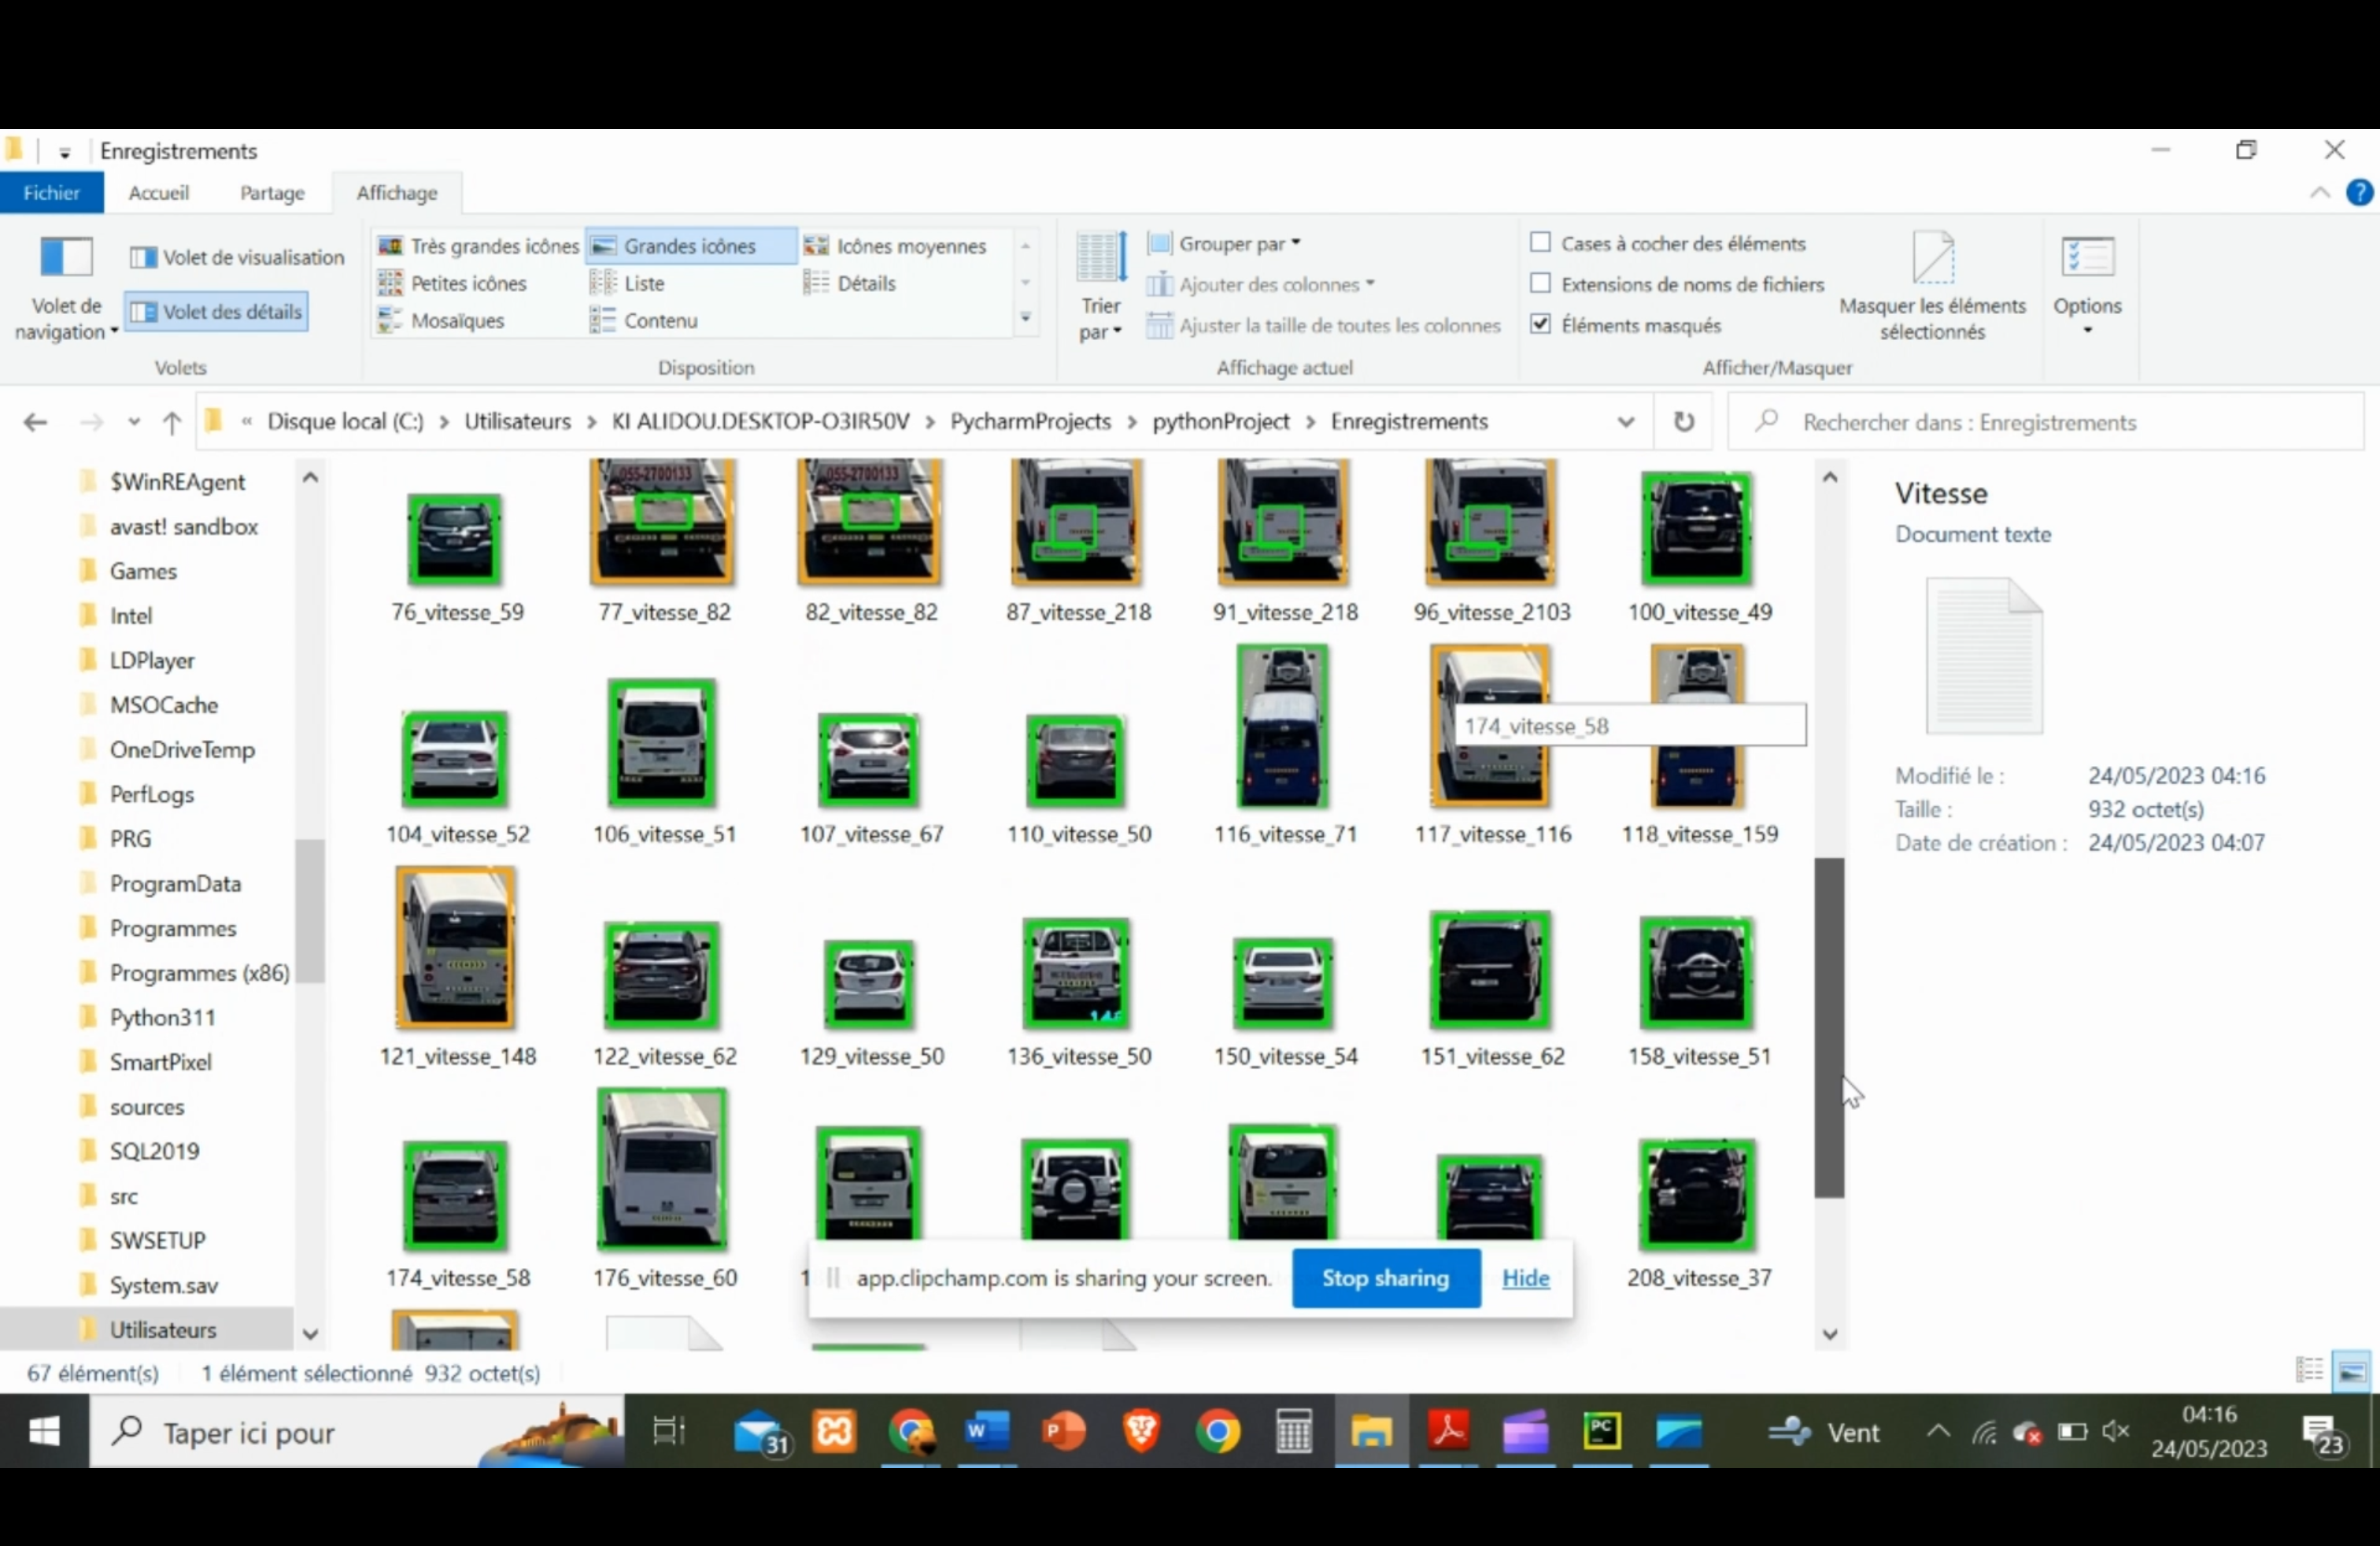 Enregistrements
Fichier Accueil Partage Affichage
Volet de navigation
Volet de visualisation
Volet des détails
Volets
Très grandes icônes Grandes icônes Icônes moyennes
Petites icônes Liste Détails
Mosaïques Contenu
Disposition
Trier par
Grouper par
Ajouter des colonnes
Ajuster la taille de toutes les colonnes
Affichage actuel
Cases à cocher des éléments
Extensions de noms de fichiers
Éléments masqués
Masquer les éléments sélectionnés
Afficher/Masquer
Options
« Disque local (C:) > Utilisateurs > KI ALIDOU.DESKTOP-O3IR50V > PycharmProjects > pythonProject > Enregistrements
Rechercher dans : Enregistrements
$WinREAgent
avast! sandbox
Games
Intel
LDPlayer
MSOCache
OneDriveTemp
PerfLogs
PRG
ProgramData
Programmes
Programmes (x86)
Python311
SmartPixel
sources
SQL2019
src
SWSETUP
System.sav
Utilisateurs
055-2700133 055-2700133
76_vitesse_59 77_vitesse_82 82_vitesse_82 87_vitesse_218 91_vitesse_218 96_vitesse_2103 100_vitesse_49
174_vitesse_58
104_vitesse_52 106_vitesse_51 107_vitesse_67 110_vitesse_50 116_vitesse_71 117_vitesse_116 118_vitesse_159
MITSUBISHI
121_vitesse_148 122_vitesse_62 129_vitesse_50 136_vitesse_50 150_vitesse_54 151_vitesse_62 158_vitesse_51
174_vitesse_58 176_vitesse_60 208_vitesse_37
app.clipchamp.com is sharing your screen. Stop sharing Hide
Vitesse
Document texte
Modifié le : 24/05/2023 04:16
Taille : 932 octet(s)
Date de création : 24/05/2023 04:07
67 élément(s) 1 élément sélectionné 932 octet(s)
Taper ici pour
31
Vent
04:16
24/05/2023
23